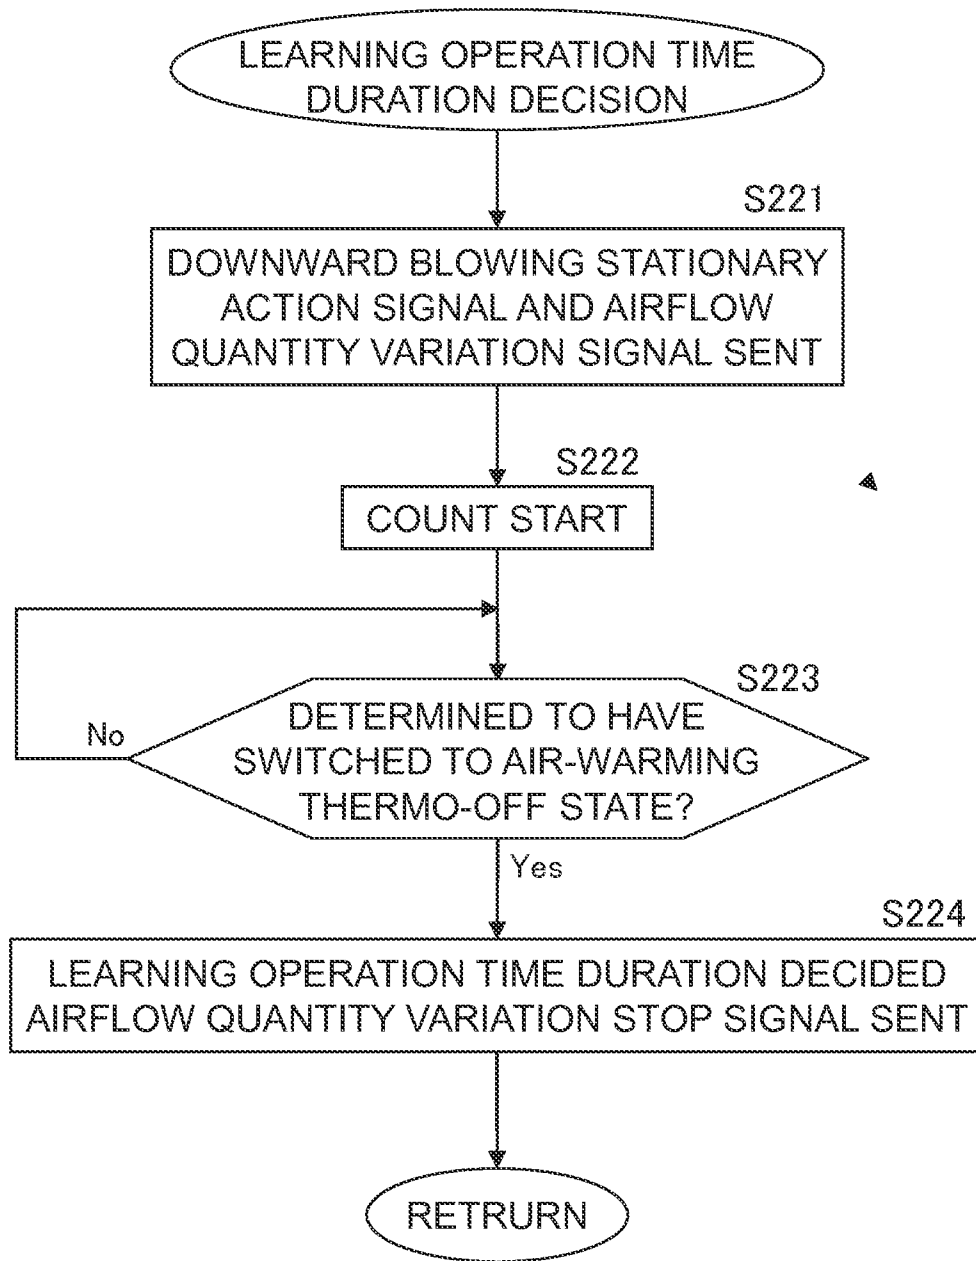 LEARNING OPERATION TIME
DURATION DECISION
S221
DOWNWARD BLOWING STATIONARY
ACTION SIGNAL AND AIRFLOW
QUANTITY VARIATION SIGNAL SENT
S222
COUNT START
S223
DETERMINED TO HAVE
SWITCHED TO AIR-WARMING
THERMO-OFF STATE?
No
Yes
S224
LEARNING OPERATION TIME DURATION DECIDED
AIRFLOW QUANTITY VARIATION STOP SIGNAL SENT
RETRURN